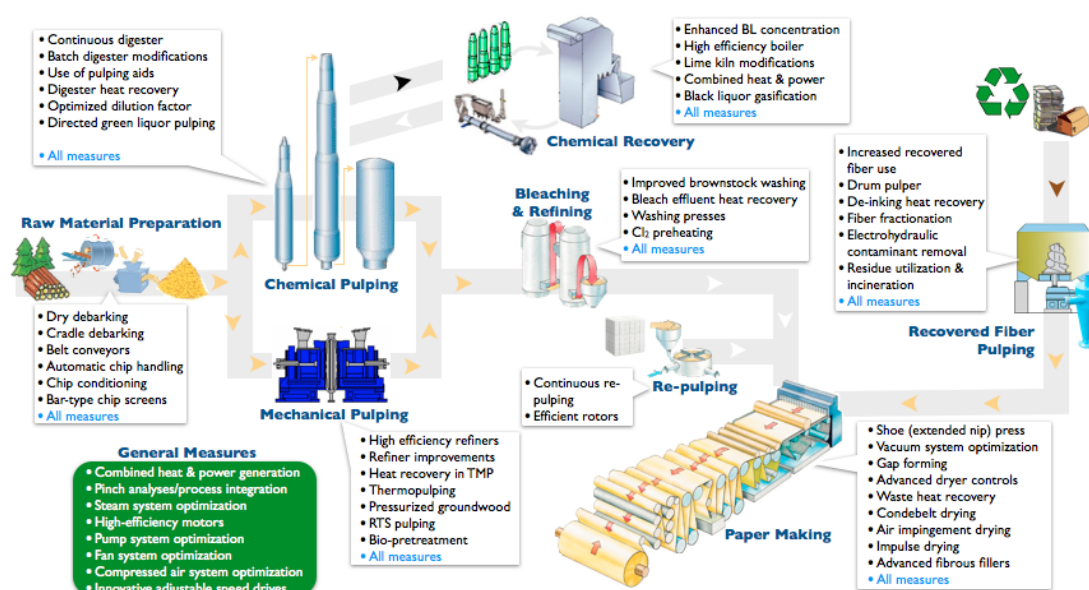 • Continuous digester
• Batch digester modifications
• Use of pulping aids
• Digester heat recovery
• Optimized dilution factor
• Directed green liquor pulping
• All measures
• Enhanced BL concentration
• High efficiency boiler
• Lime kiln modifications
• Combined heat & power
• Black liquor gasification
• All measures
Chemical Recovery
• Increased recovered
fiber use
• Drum pulper
• De-inking heat recovery
• Fiber fractionation
• Electrohydraulic
contaminant removal
• Residue utilization &
incineration
• All measures
Recovered Fiber
Pulping
Bleaching
& Refining
• Improved brownstock washing
• Bleach effluent heat recovery
• Washing presses
• Cl₂ preheating
• All measures
Raw Material Preparation
Chemical Pulping
• Dry debarking
• Cradle debarking
• Belt conveyors
• Automatic chip handling
• Chip conditioning
• Bar-type chip screens
• All measures
Mechanical Pulping
• High efficiency refiners
• Refiner improvements
• Heat recovery in TMP
• Thermopulping
• Pressurized groundwood
• RTS pulping
• Bio-pretreatment
• All measures
Re-pulping
• Continuous re-
pulping
• Efficient rotors
Paper Making
• Shoe (extended nip) press
• Vacuum system optimization
• Gap forming
• Advanced dryer controls
• Waste heat recovery
• Condebelt drying
• Air impingement drying
• Impulse drying
• Advanced fibrous fillers
• All measures
General Measures
• Combined heat & power generation
• Pinch analyses/process integration
• Steam system optimization
• High-efficiency motors
• Pump system optimization
• Fan system optimization
• Compressed air system optimization
• Innovative adjustable speed drives